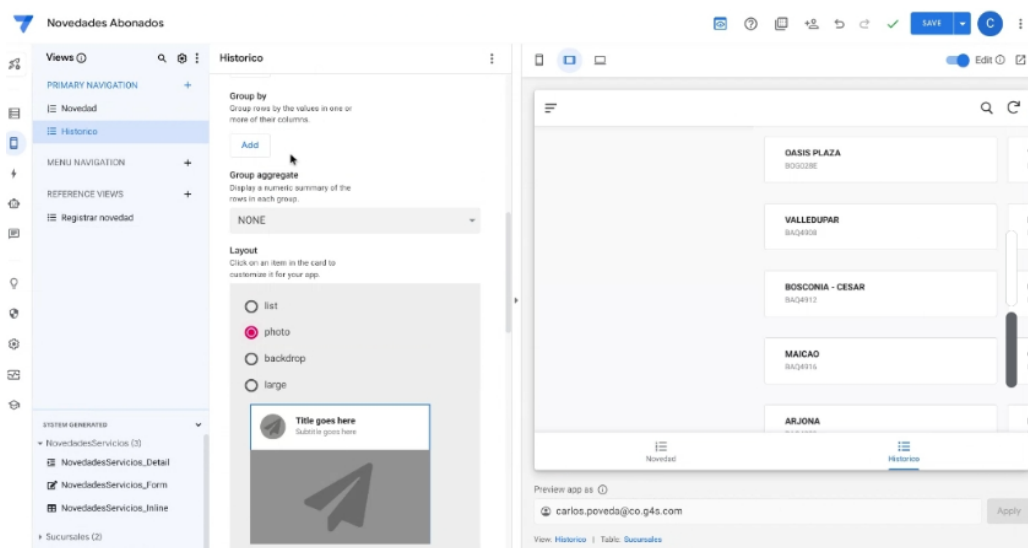 Novedades Abonados
SAVE
C
Views
Historico
Edit
PRIMARY NAVIGATION
Novedad
Historico
MENU NAVIGATION
REFERENCE VIEWS
Registrar novedad
SYSTEM GENERATED
NovedadesServicios (3)
NovedadesServicios_Detail
NovedadesServicios_Form
NovedadesServicios_Inline
Sucursales (2)
Group by
Group rows by the values in one or
more of their columns.
Add
Group aggregate
Display a numeric summary of the
rows in each group.
NONE
Layout
Click on an item in the card to
customize it for your app.
list
photo
backdrop
large
Title goes here
Subtitle goes here
OASIS PLAZA
BOG028E
VALLEDUPAR
BAQ4908
BOSCONIA - CESAR
BAQ4912
MAICAO
BAQ4916
ARJONA
Novedad
Historico
Preview app as
carlos.poveda@co.g4s.com
Apply
View: Historico | Table: Sucursales